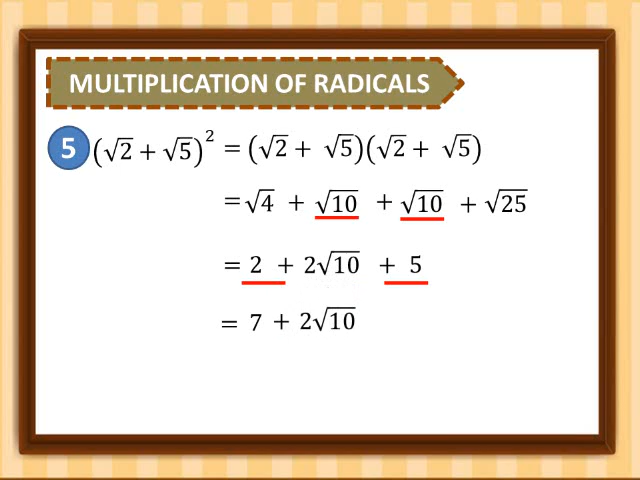 MULTIPLICATION OF RADICALS
5 (√2 + √5)² = (√2 + √5)(√2 + √5)
= √4 + √10 + √10 + √25
= 2 + 2√10 + 5
= 7 + 2√10